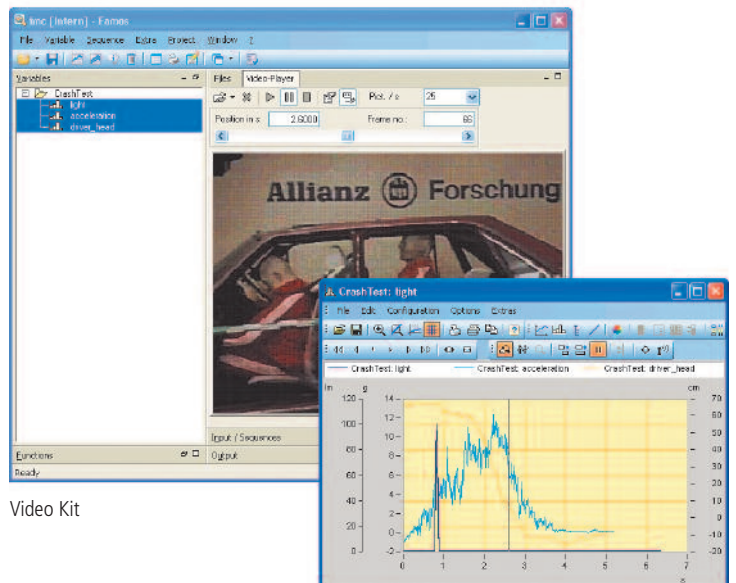 imc [Intern] - Famos
File Variable Sequence Extra Project Window ?
Variables
CrashTest
light
acceleration
driver_head
Files Video-Player
Pict. / s: 25
Position in s: 2.6000 Frame no.: 66
Allianz Forschung
Input / Sequences
Functions
Output
Ready
CrashTest: light
File Edit Configuration Options Extras
CrashTest: light CrashTest: acceleration CrashTest: driver_head
lm g cm
120 14 70
100 12 60
10 50
80 8 40
60 6 30
4 20
40 2 10
20 0 0
0 -2 -10
-20
0 1 2 3 4 5 6 7
s
Video Kit